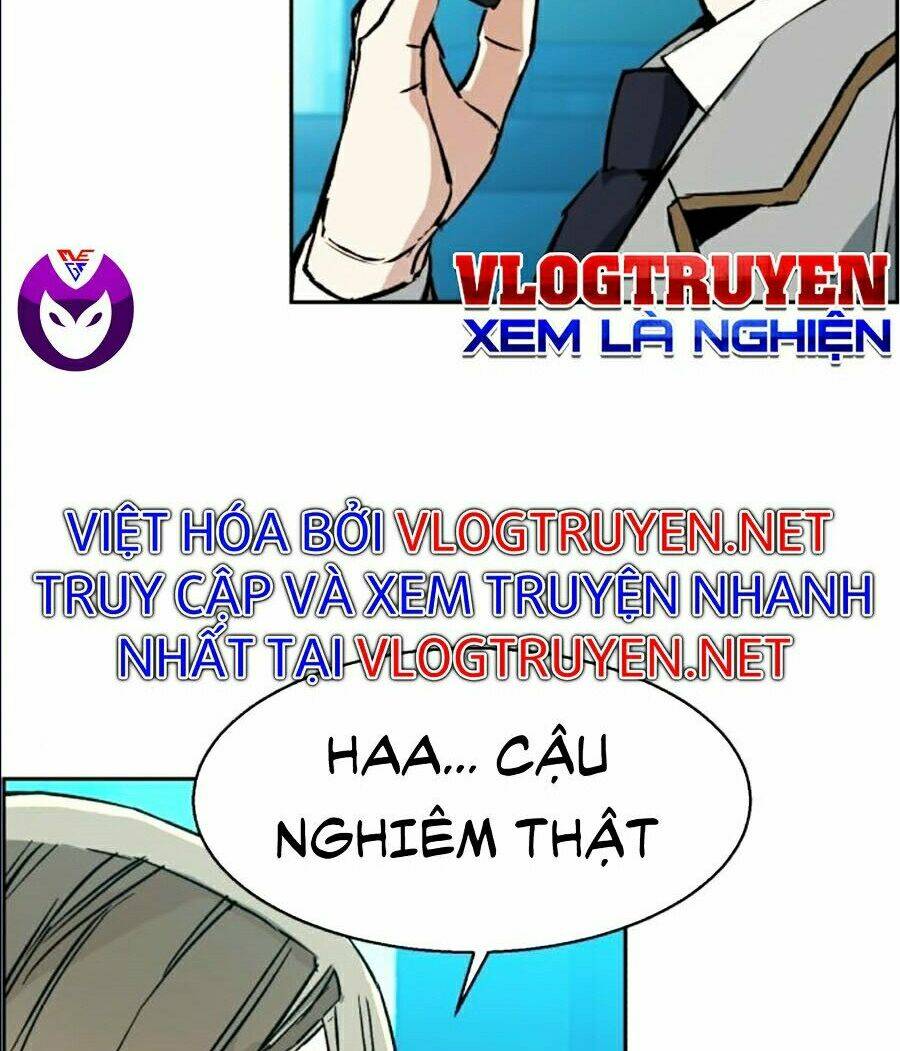 VLOGTRUYEN
XEM LÀ NGHIỆN
VIỆT HÓA BỞI VLOGTRUYEN.NET
TRUY CẬP VÀ XEM TRUYỆN NHANH
NHẤT TẠI VLOGTRUYEN.NET
HAA... CẬU
NGHIÊM THẬT